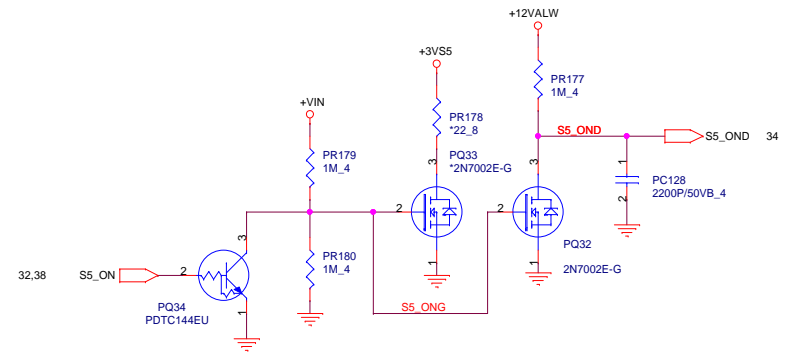 +12VALW
+3VS5
+VIN
PR177
1M_4
PR178
*22_8
S5_OND
S5_OND 34
PR179
1M_4
PQ33
*2N7002E-G
3
3
1
PC128
2200P/50VB_4
2
2
2
3
PR180
1M_4
PQ32
2N7002E-G
1
1
32,38 S5_ON
2
PQ34
PDTC144EU
1
S5_ONG